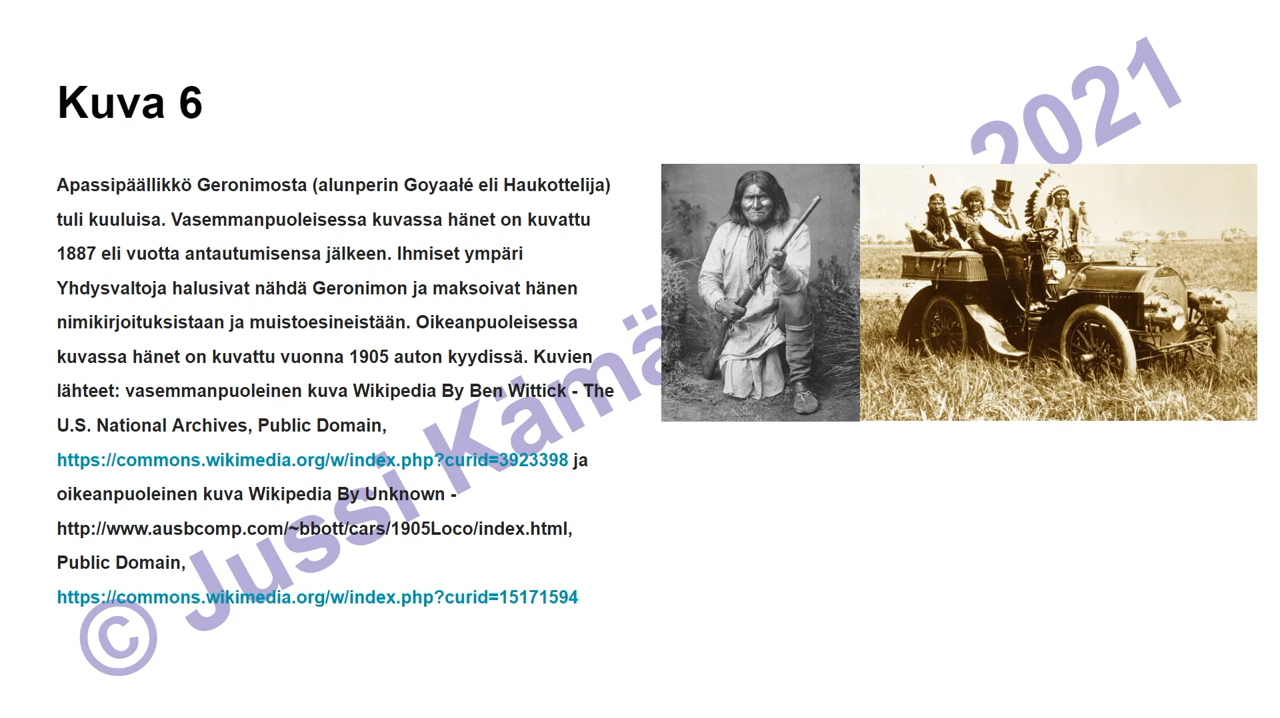 Kuva 6
Apassipäällikkö Geronimosta (alunperin Goyaałé eli Haukottelija)
tuli kuuluisa. Vasemmanpuoleisessa kuvassa hänet on kuvattu
1887 eli vuotta antautumisensa jälkeen. Ihmiset ympäri
Yhdysvaltoja halusivat nähdä Geronimon ja maksoivat hänen
nimikirjoituksistaan ja muistoesineistään. Oikeanpuoleisessa
kuvassa hänet on kuvattu vuonna 1905 auton kyydissä. Kuvien
lähteet: vasemmanpuoleinen kuva Wikipedia By Ben Wittick - The
U.S. National Archives, Public Domain,
https://commons.wikimedia.org/w/index.php?curid=3923398 ja
oikeanpuoleinen kuva Wikipedia By Unknown -
http://www.ausbcomp.com/~bbott/cars/1905Loco/index.html,
Public Domain,
https://commons.wikimedia.org/w/index.php?curid=15171594
© Jussi Kämä 2021